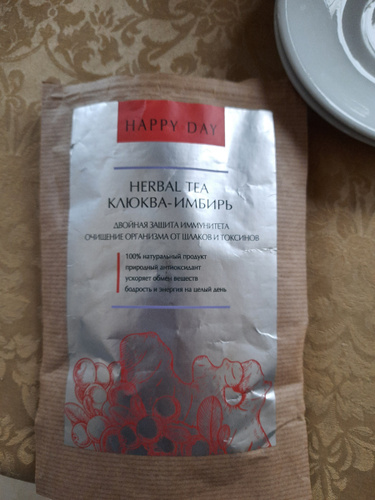 HAPPY DAY
HERBAL TEA
КЛЮКВА-ИМБИРЬ
ДВОЙНАЯ ЗАЩИТА ИММУНИТЕТА
ОЧИЩЕНИЕ ОРГАНИЗМА ОТ ШЛАКОВ И ТОКСИНОВ
100% натуральный продукт
природный антиоксидант
ускоряет обмен веществ
бодрость и энергия на целый день